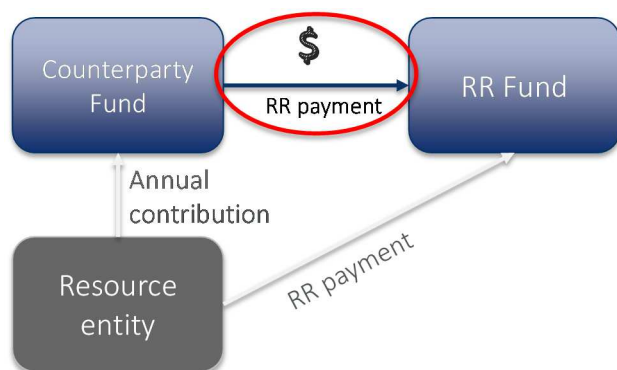 $
Counterparty
Fund
RR payment
RR Fund
Annual
contribution
RR payment
Resource
entity